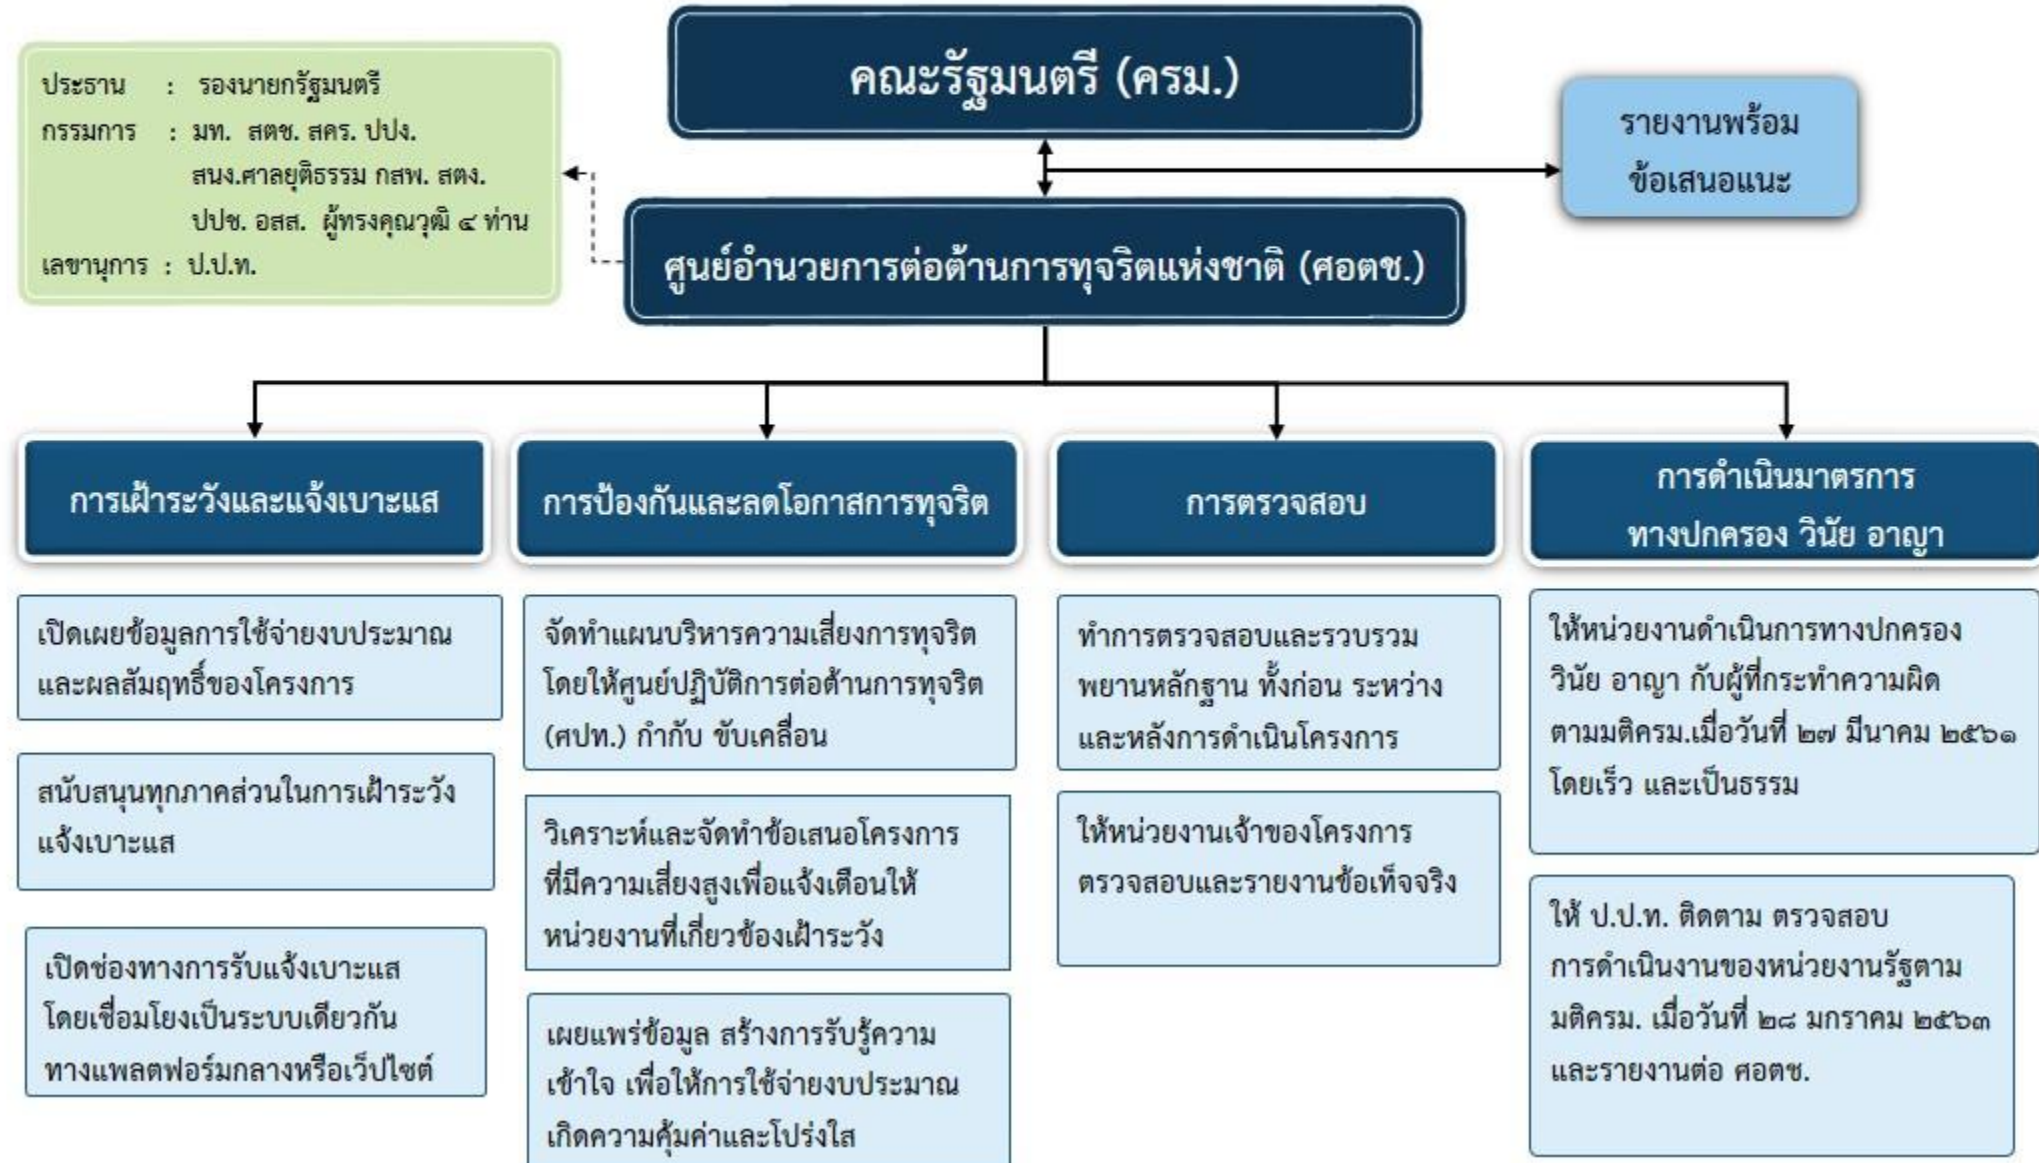 คณะรัฐมนตรี (ครม.)
ประธาน : รองนายกรัฐมนตรี
กรรมการ : มท. สตช. สคร. ปปง.
สนง.ศาลยุติธรรม กสพ. สตง.
ปปช. อสส. ผู้ทรงคุณวุฒิ ๔ ท่าน
เลขานุการ : ป.ป.ท.
รายงานพร้อม
ข้อเสนอแนะ
ศูนย์อำนวยการต่อต้านการทุจริตแห่งชาติ (ศอตช.)
การเฝ้าระวังและแจ้งเบาะแส
เปิดเผยข้อมูลการใช้จ่ายงบประมาณ
และผลสัมฤทธิ์ของโครงการ
สนับสนุนทุกภาคส่วนในการเฝ้าระวัง
แจ้งเบาะแส
เปิดช่องทางการรับแจ้งเบาะแส
โดยเชื่อมโยงเป็นระบบเดียวกัน
ทางแพลตฟอร์มกลางหรือเว็ปไซต์
การป้องกันและลดโอกาสการทุจริต
จัดทำแผนบริหารความเสี่ยงการทุจริต
โดยให้ศูนย์ปฏิบัติการต่อต้านการทุจริต
(ศปท.) กำกับ ขับเคลื่อน
วิเคราะห์และจัดทำข้อเสนอโครงการ
ที่มีความเสี่ยงสูงเพื่อแจ้งเตือนให้
หน่วยงานที่เกี่ยวข้องเฝ้าระวัง
เผยแพร่ข้อมูล สร้างการรับรู้ความ
เข้าใจ เพื่อให้การใช้จ่ายงบประมาณ
เกิดความคุ้มค่าและโปร่งใส
การตรวจสอบ
ทำการตรวจสอบและรวบรวม
พยานหลักฐาน ทั้งก่อน ระหว่าง
และหลังการดำเนินโครงการ
ให้หน่วยงานเจ้าของโครงการ
ตรวจสอบและรายงานข้อเท็จจริง
การดำเนินมาตรการ
ทางปกครอง วินัย อาญา
ให้หน่วยงานดำเนินการทางปกครอง
วินัย อาญา กับผู้ที่กระทำความผิด
ตามมติครม.เมื่อวันที่ ๒๗ มีนาคม ๒๕๖๑
โดยเร็ว และเป็นธรรม
ให้ ป.ป.ท. ติดตาม ตรวจสอบ
การดำเนินงานของหน่วยงานรัฐตาม
มติครม. เมื่อวันที่ ๒๘ มกราคม ๒๕๖๓
และรายงานต่อ ศอตช.